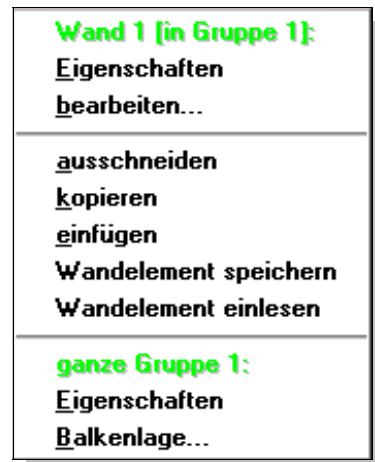 Wand 1 [in Gruppe 1]:
Eigenschaften
bearbeiten...
ausschneiden
kopieren
einfügen
Wandelement speichern
Wandelement einlesen
ganze Gruppe 1:
Eigenschaften
Balkenlage...